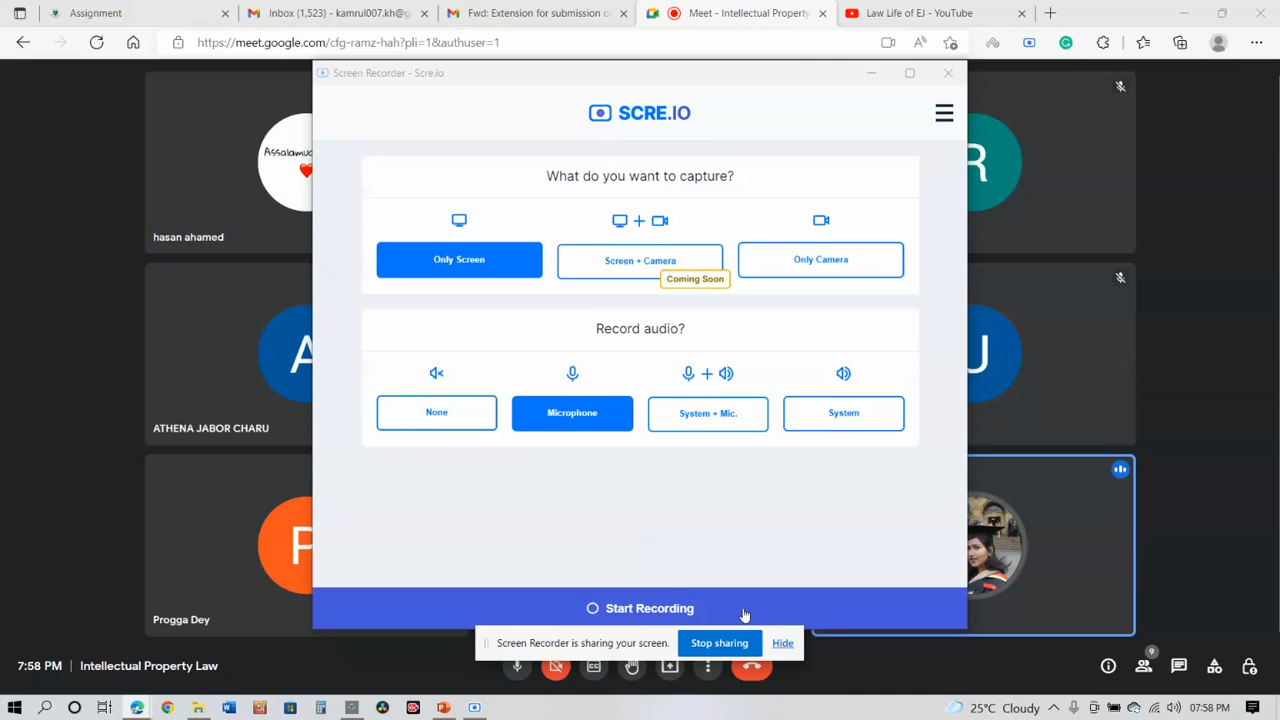 Assignment
Inbox (1,523) - kamrul007.kh@g
Fwd: Extension for submission o
Meet - Intellectual Property
Law Life of EJ - YouTube
https://meet.google.com/cfg-ramz-hah?pli=1&authuser=1
Screen Recorder - Scre.io
SCRE.IO
What do you want to capture?
Only Screen
Screen + Camera
Only Camera
Coming Soon
Record audio?
None
Microphone
System + Mic.
System
Start Recording
Screen Recorder is sharing your screen.
Stop sharing
Hide
hasan ahamed
R
A
U
ATHENA JABOR CHARU
P
Progga Dey
7:58 PM
Intellectual Property Law
9
25°C Cloudy
07:58 PM